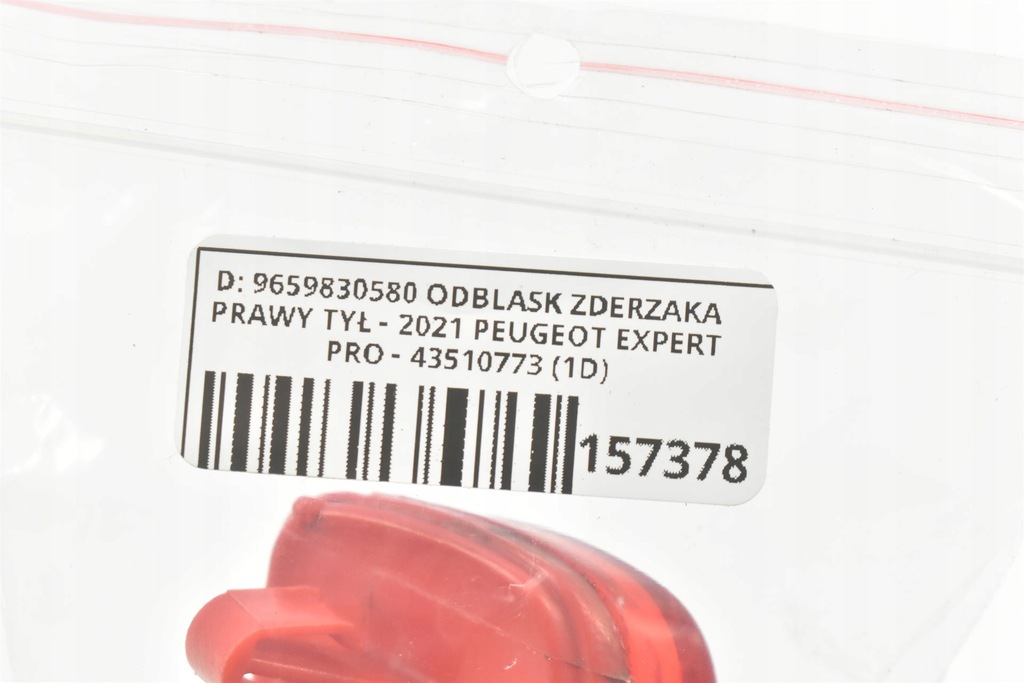 D: 9659830580 ODBLASK ZDERZAKA
PRAWY TYŁ - 2021 PEUGEOT EXPERT
PRO - 43510773 (1D)
157378